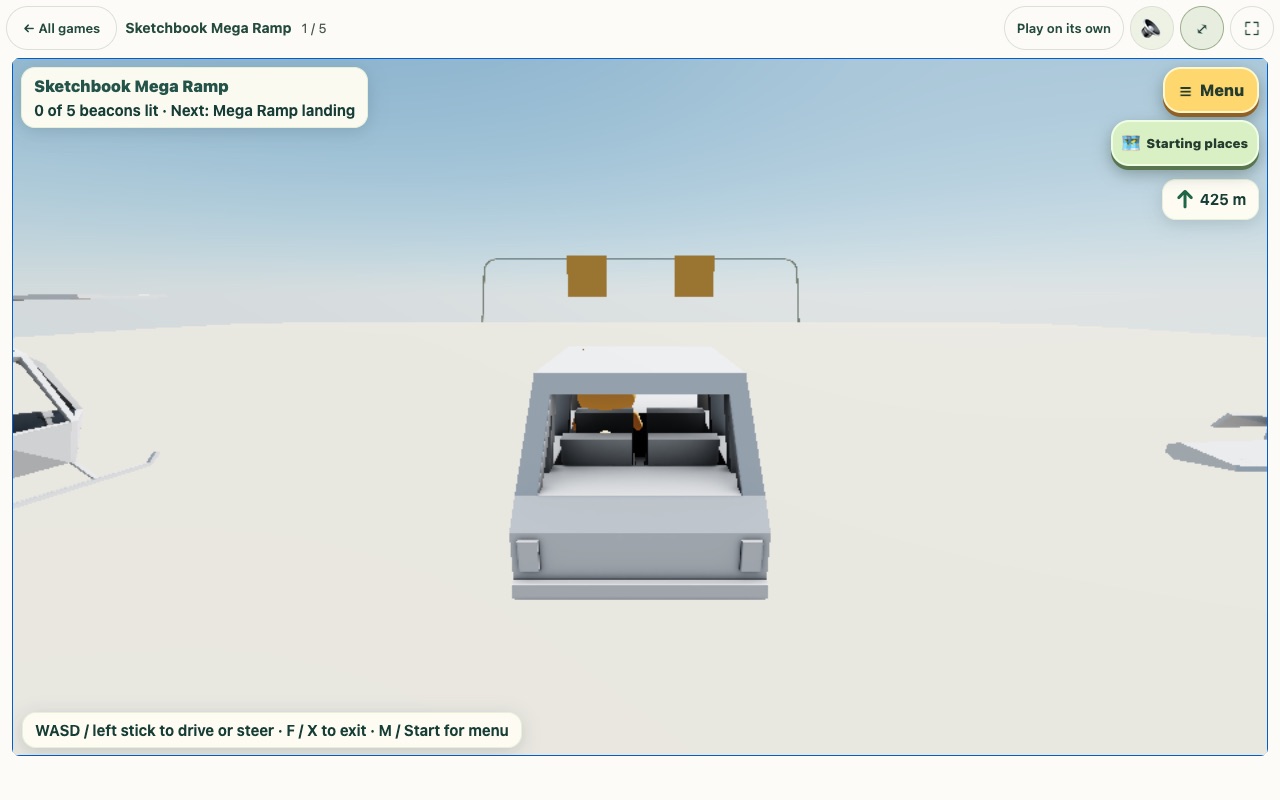 ← All games
Sketchbook Mega Ramp 1 / 5
Play on its own
Sketchbook Mega Ramp
0 of 5 beacons lit · Next: Mega Ramp landing
≡ Menu
Starting places
↑ 425 m
WASD / left stick to drive or steer · F / X to exit · M / Start for menu